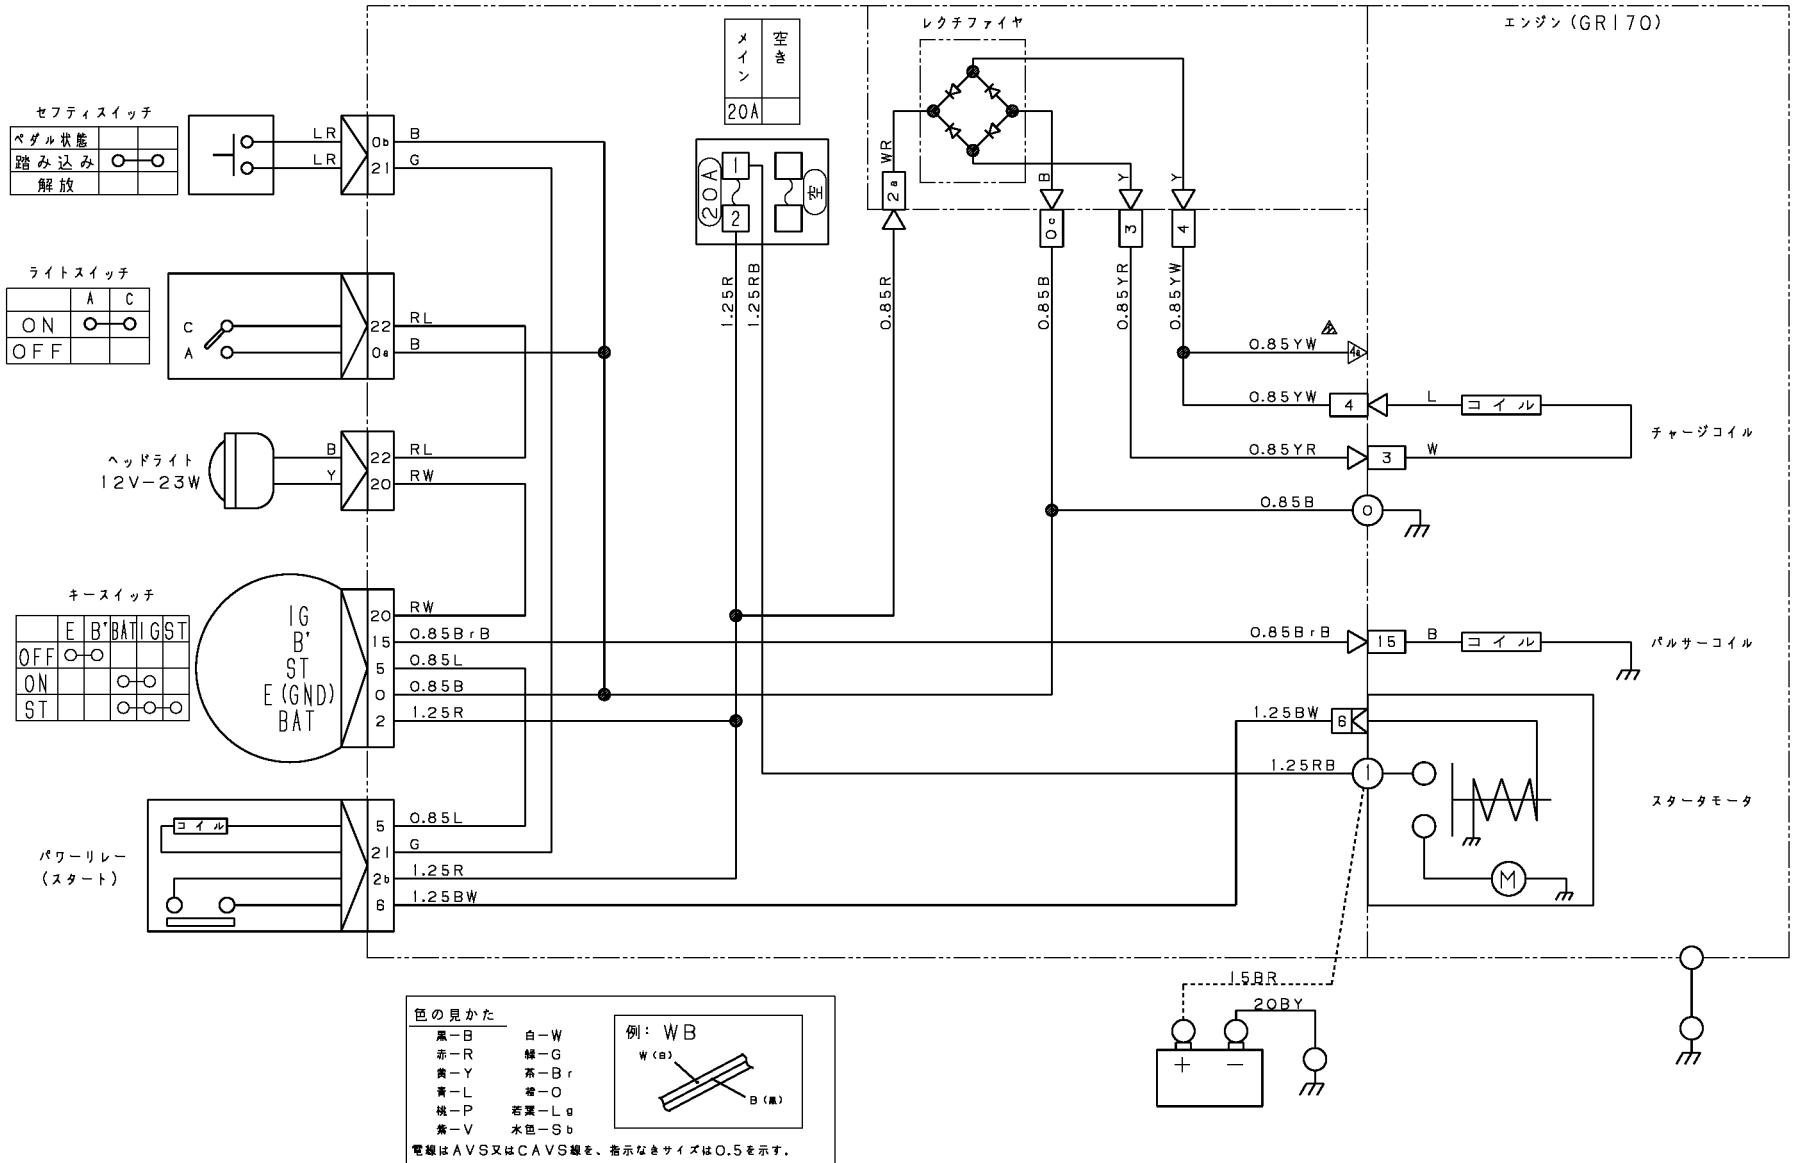 レクチファイヤ
エンジン(GR170)
メイン
空き
20A
セフティスイッチ
ペダル状態
踏み込み
解放
LR
LR
0b
21
B
G
20A
1
2
空
WR
2a
B
0c
Y
3
Y
4
1.25R
1.25RB
0.85R
0.85B
0.85YR
0.85YW
ライトスイッチ
A C
ON
OFF
C
A
22
0a
RL
B
0.85YW
4a
0.85YW
4
L
コイル
チャージコイル
0.85YR
3
W
ヘッドライト
12V-23W
B
Y
22
20
RL
RW
0.85B
0
キースイッチ
E B' BAT IG ST
OFF
ON
ST
IG
B'
ST
E(GND)
BAT
20
15
5
0
2
RW
0.85BrB
0.85L
0.85B
1.25R
0.85BrB
15
B
コイル
パルサーコイル
1.25BW
6
1.25RB
1
M
スタータモータ
パワーリレー
(スタート)
コイル
5
21
2b
6
0.85L
G
1.25R
1.25BW
15BR
20BY
+ −
色の見かた
黒-B 白-W
赤-R 緑-G
黄-Y 茶-Br
青-L 橙-O
桃-P 若葉-Lg
紫-V 水色-Sb
例: WB
W(白)
B(黒)
電線はAVS又はCAVS線を、指示なきサイズは0.5を示す。